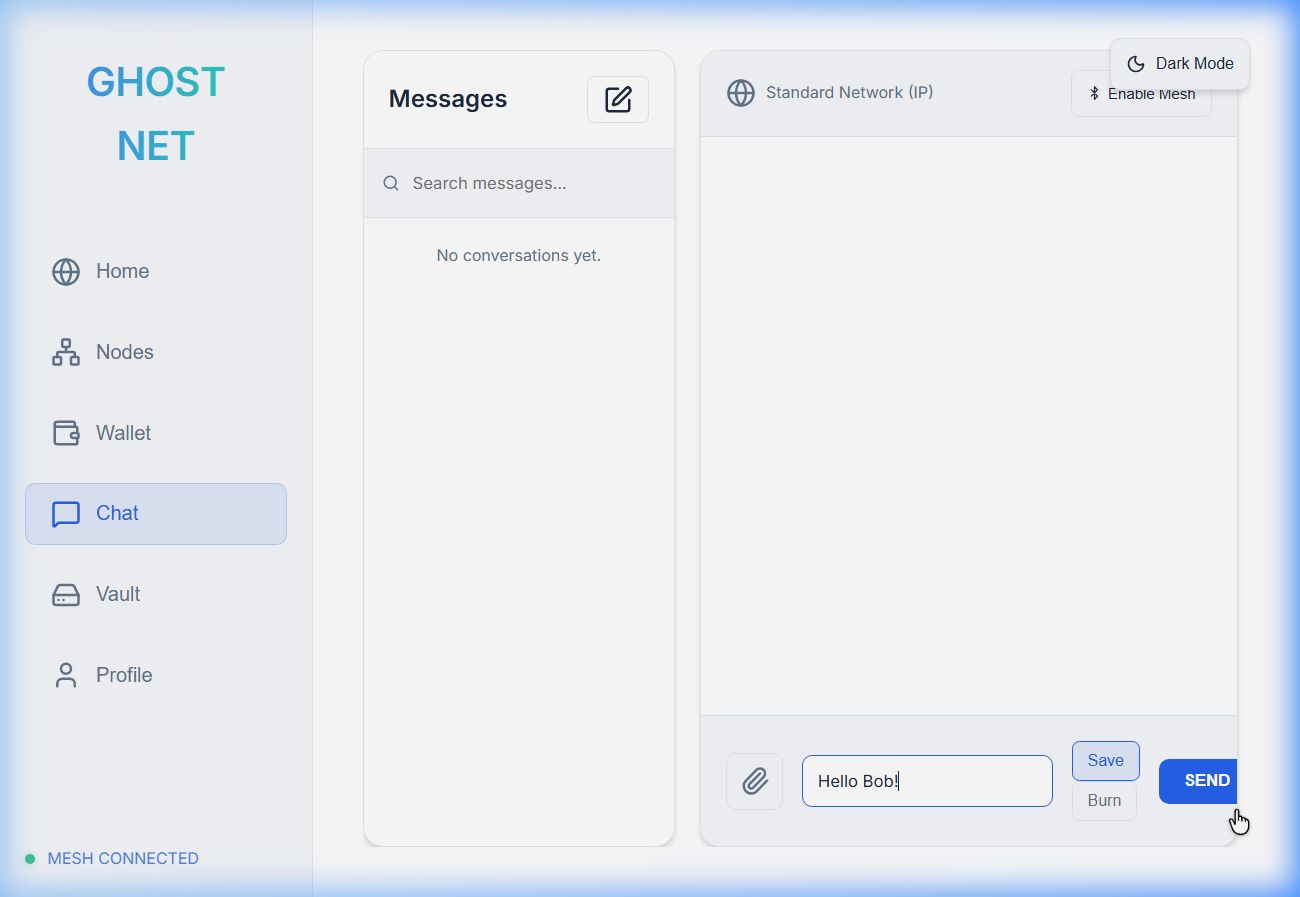 GHOST
NET
Home
Nodes
Wallet
Chat
Vault
Profile
MESH CONNECTED
Messages
Search messages...
No conversations yet.
Standard Network (IP)
Dark Mode
Enable Mesh
Hello Bob!
Save
Burn
SEND